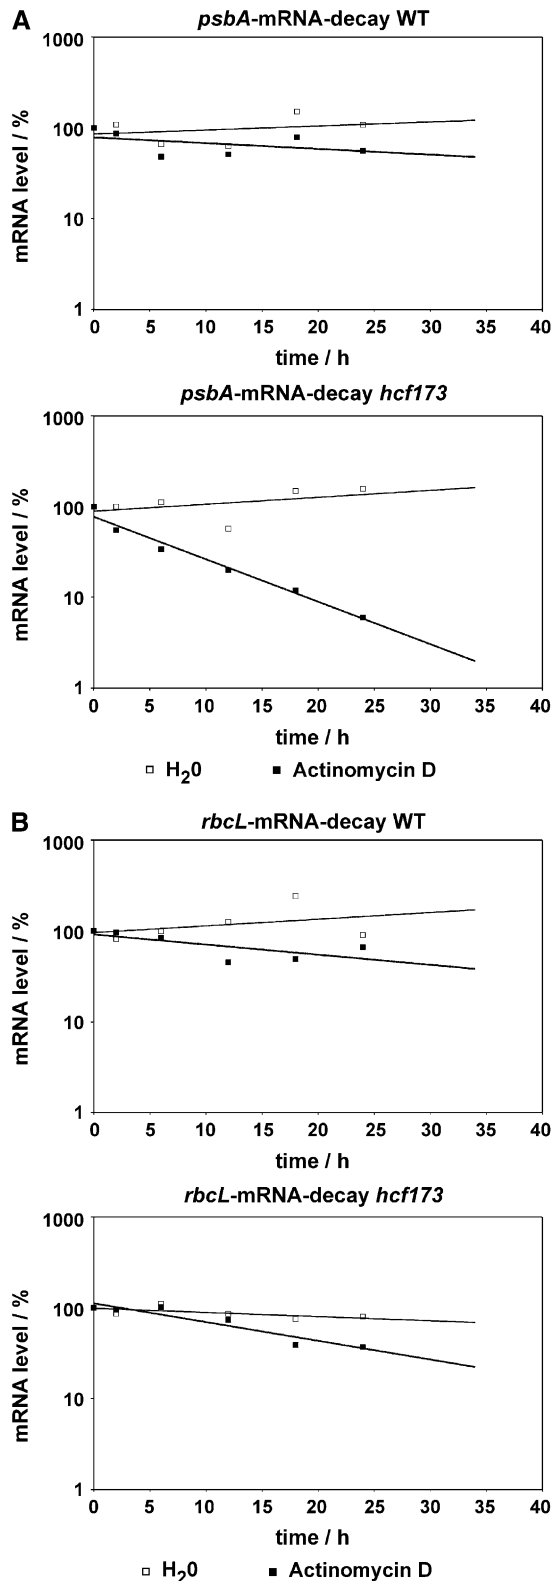 A
psbA-mRNA-decay WT
1000
100
10
1
mRNA level / %
0 5 10 15 20 25 30 35 40
time / h
psbA-mRNA-decay hcf173
1000
100
10
1
mRNA level / %
0 5 10 15 20 25 30 35 40
time / h
H20 Actinomycin D
B
rbcL-mRNA-decay WT
1000
100
10
1
mRNA level / %
0 5 10 15 20 25 30 35 40
time / h
rbcL-mRNA-decay hcf173
1000
100
10
1
mRNA level / %
0 5 10 15 20 25 30 35 40
time / h
H20 Actinomycin D